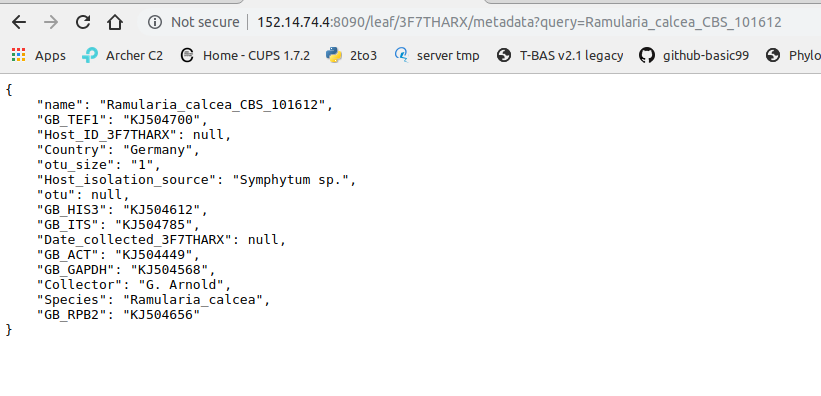 Not secure | 152.14.74.4:8090/leaf/3F7THARX/metadata?query=Ramularia_calcea_CBS_101612
Apps Archer C2 Home - CUPS 1.7.2 2to3 server tmp T-BAS v2.1 legacy github-basic99 Phylo
{
    "name": "Ramularia_calcea_CBS_101612",
    "GB_TEF1": "KJ504700",
    "Host_ID_3F7THARX": null,
    "Country": "Germany",
    "otu_size": "1",
    "Host_isolation_source": "Symphytum sp.",
    "otu": null,
    "GB_HIS3": "KJ504612",
    "GB_ITS": "KJ504785",
    "Date_collected_3F7THARX": null,
    "GB_ACT": "KJ504449",
    "GB_GAPDH": "KJ504568",
    "Collector": "G. Arnold",
    "Species": "Ramularia_calcea",
    "GB_RPB2": "KJ504656"
}